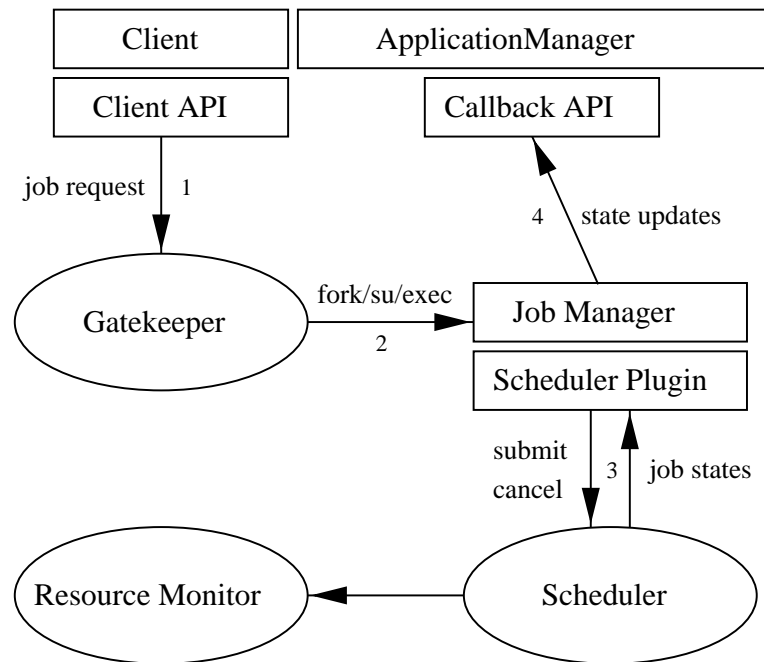 Client
ApplicationManager
Client API
Callback API
job request
1
4
state updates
Gatekeeper
fork/su/exec
2
Job Manager
Scheduler Plugin
submit
cancel
3
job states
Resource Monitor
Scheduler